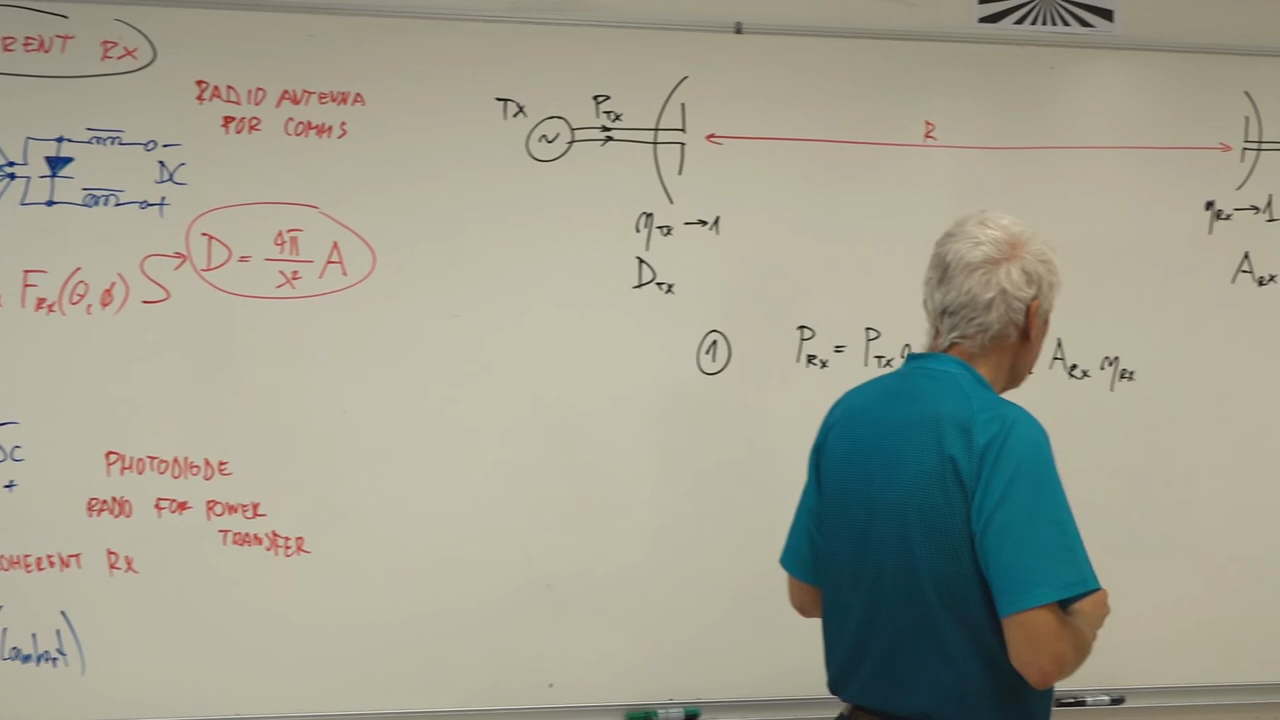 RENT Rx
RADIO ANTENNA
FOR COMMS
DC
-
+
F_Rx(θ,φ)
D = 4π/λ² A
+
PHOTODIODE
RADIO FOR POWER
TRANSFER
OHERENT Rx
(Lambert)
Tx
P_Tx
R
η_Tx → 1
D_Tx
η_Rx → 1
A_Rx
① P_Rx = P_Tx A_Rx η_Rx